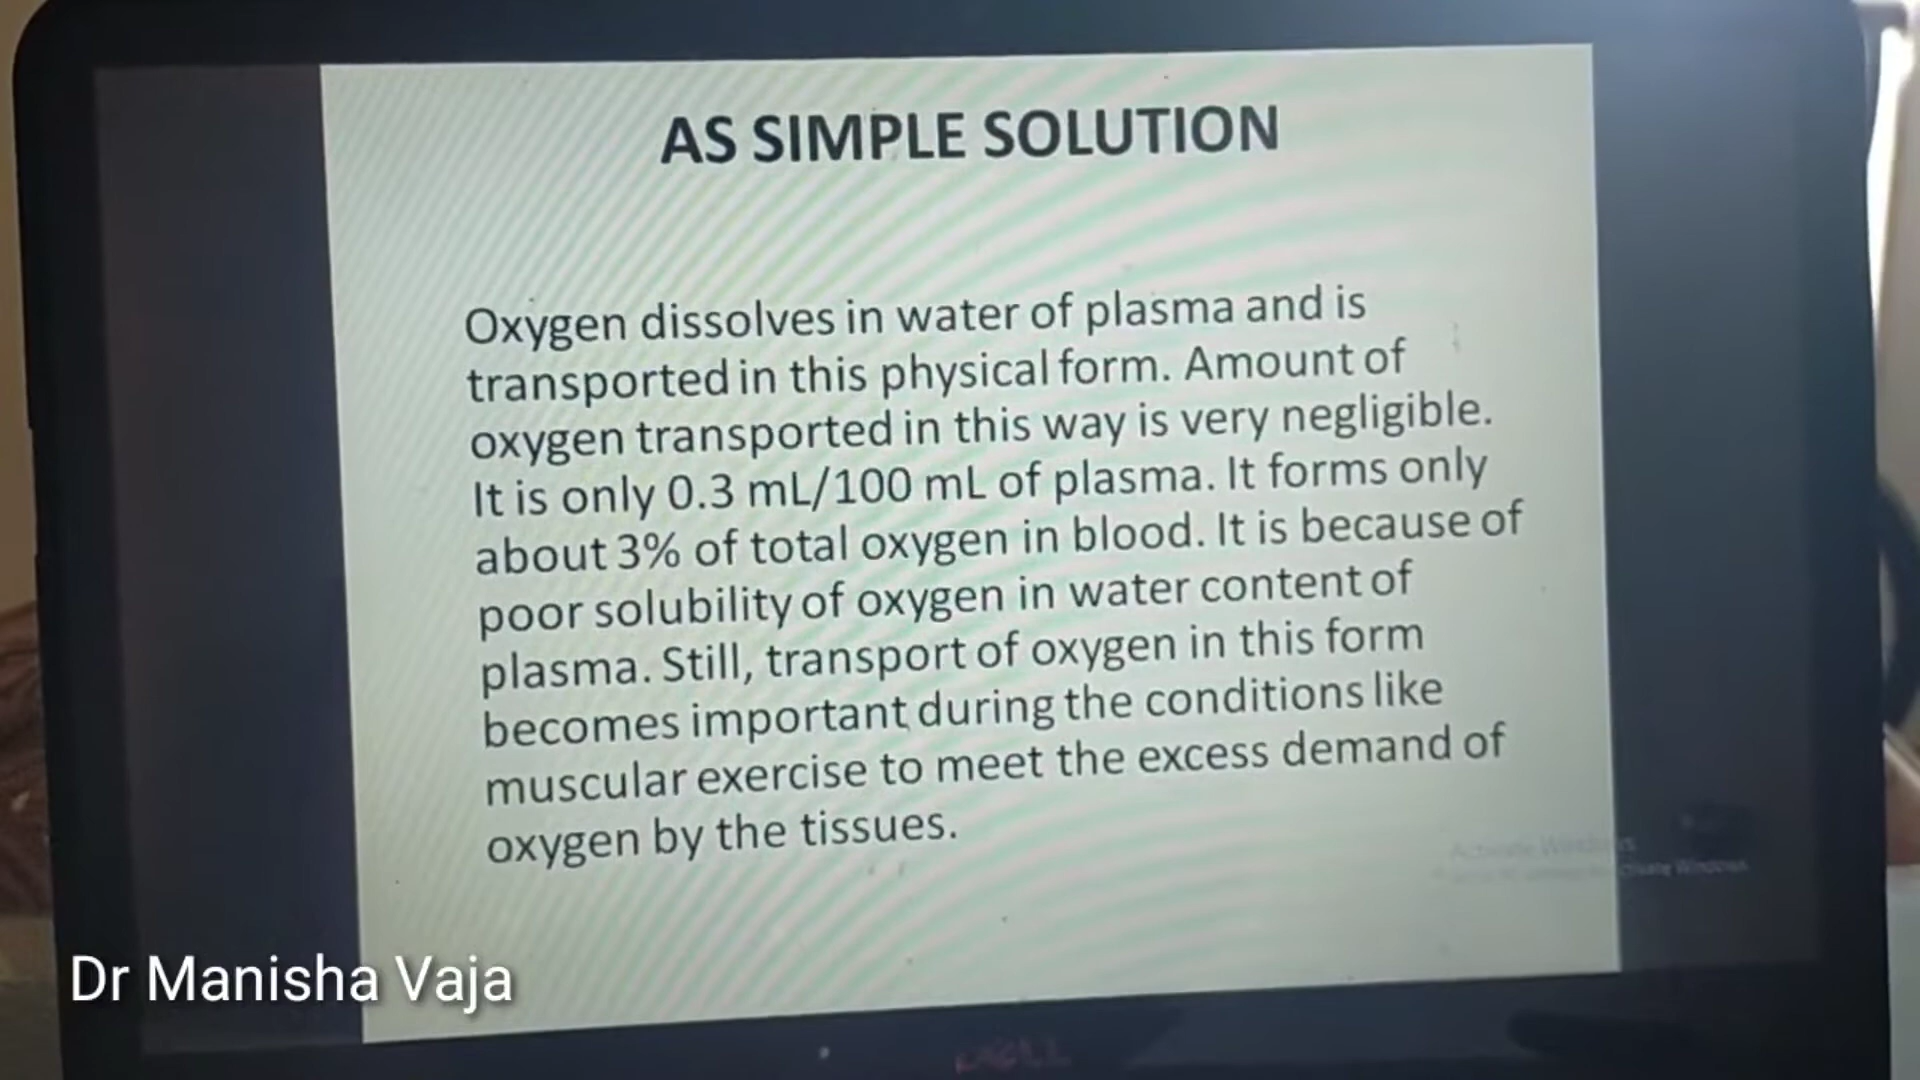 AS SIMPLE SOLUTION
Oxygen dissolves in water of plasma and is
transported in this physical form. Amount of
oxygen transported in this way is very negligible.
It is only 0.3 mL/100 mL of plasma. It forms only
about 3% of total oxygen in blood. It is because of
poor solubility of oxygen in water content of
plasma. Still, transport of oxygen in this form
becomes important during the conditions like
muscular exercise to meet the excess demand of
oxygen by the tissues.
Activate Windows
Dr Manisha Vaja
DELL